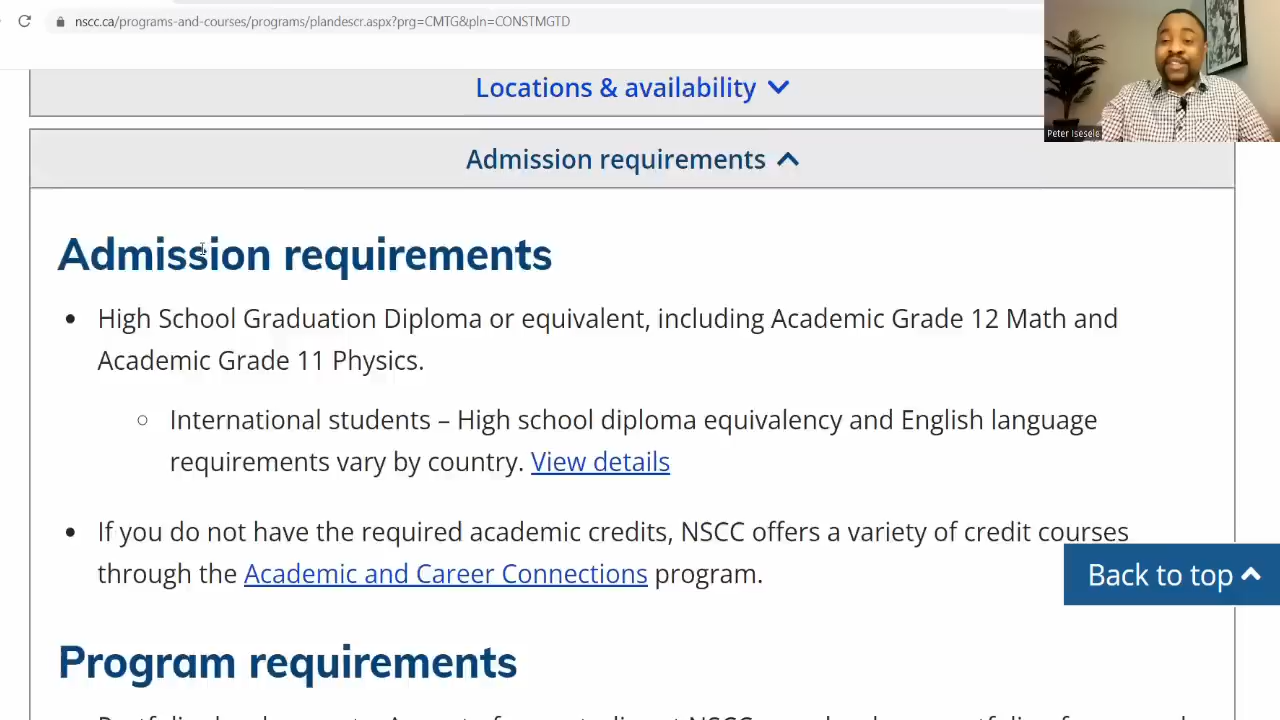 nscc.ca/programs-and-courses/programs/plandescr.aspx?prg=CMTG&pln=CONSTMGTD
Locations & availability
Peter Isesele
Admission requirements
Admission requirements
• High School Graduation Diploma or equivalent, including Academic Grade 12 Math and
Academic Grade 11 Physics.
○ International students – High school diploma equivalency and English language
requirements vary by country. View details
• If you do not have the required academic credits, NSCC offers a variety of credit courses
through the Academic and Career Connections program.
Back to top
Program requirements